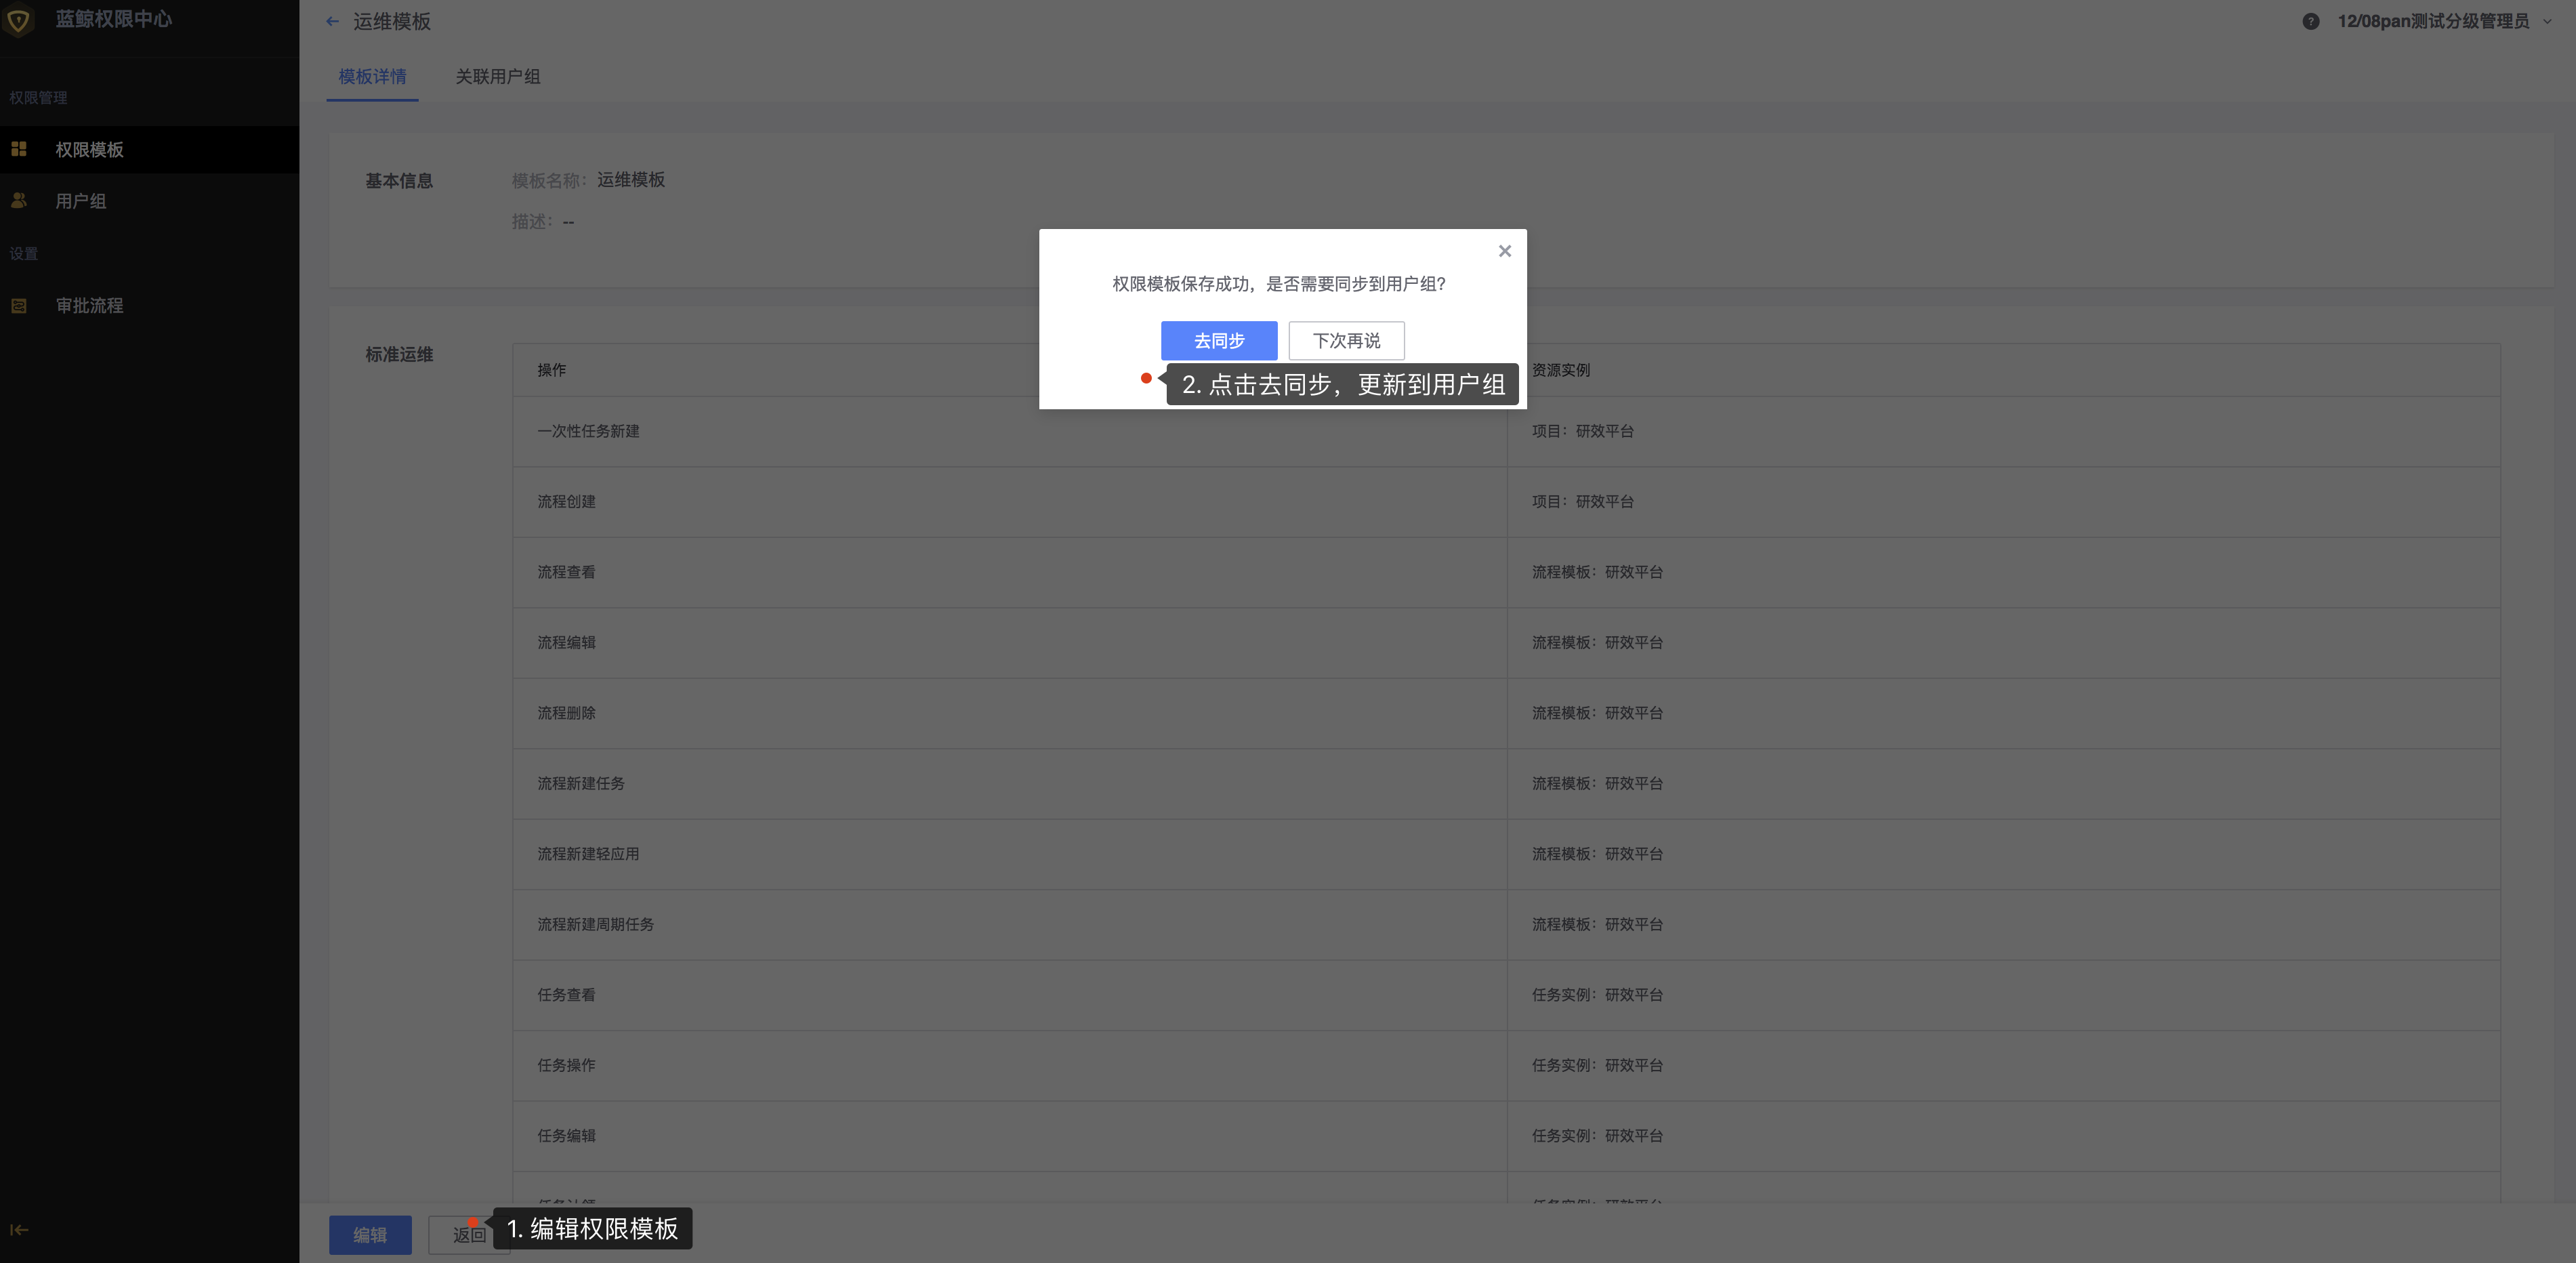 蓝鲸权限中心
运维模板
12/08pan测试分级管理员
模板详情
关联用户组
权限管理
权限模板
用户组
设置
审批流程
基本信息
模板名称：运维模板
描述：--
权限模板保存成功，是否需要同步到用户组?
去同步
下次再说
2. 点击去同步，更新到用户组
标准运维
操作
资源实例
一次性任务新建
项目：研效平台
流程创建
项目：研效平台
流程查看
流程模板：研效平台
流程编辑
流程模板：研效平台
流程删除
流程模板：研效平台
流程新建任务
流程模板：研效平台
流程新建轻应用
流程模板：研效平台
流程新建周期任务
流程模板：研效平台
任务查看
任务实例：研效平台
任务操作
任务实例：研效平台
任务编辑
任务实例：研效平台
编辑
返回
1. 编辑权限模板